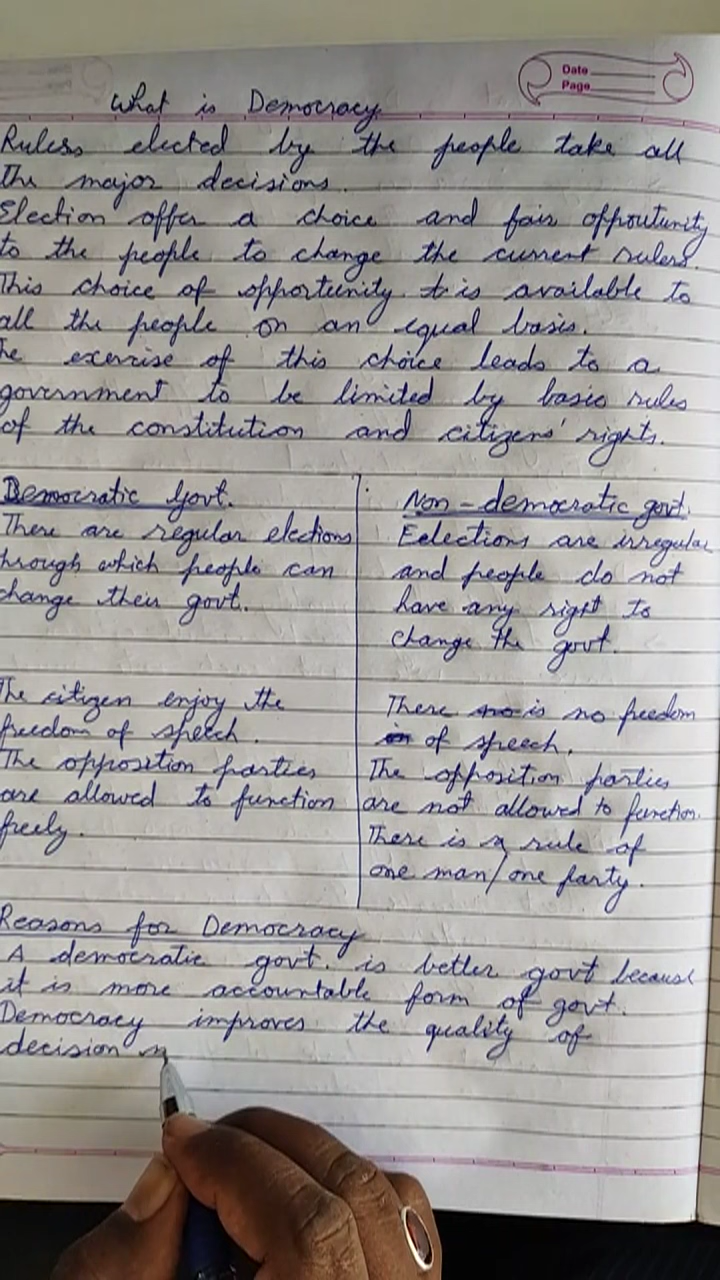 Date
Page
What is Democracy
Rulers elected by the people take all
the major decisions.
Election offer a choice and fair opportunity
to the people to change the current rulers.
This choice of opportunity is available to
all the people on an equal basis.
he exercise of this choice leads to a
government to be limited by basic rules
of the constitution and citizens' rights.
Democratic Govt.
There are regular elections
through which people can
change their govt.
The citizen enjoy the
freedom of speech.
The opposition parties
are allowed to function
freely.
Non-democratic govt.
Eelections are irregular
and people do not
have any right to
change the govt.
There is no freedom
of speech.
The opposition parties
are not allowed to function.
There is rule of
one man/one party.
Reasons for Democracy
A democratic govt. is better govt because
it is more accountable form of govt.
Democracy improves the quality of
decision m